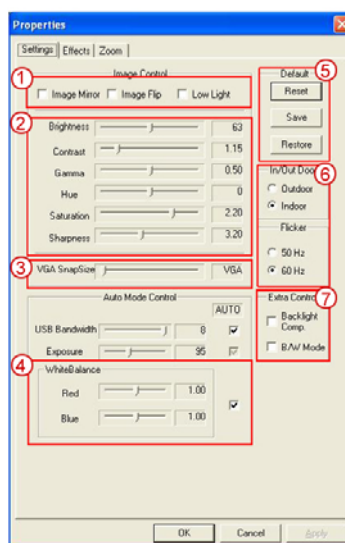 Properties
Settings Effects Zoom
1
Image Control
Image Mirror Image Flip Low Light
2
Brightness 63
Contrast 1.15
Gamma 0.50
Hue 0
Saturation 2.20
Sharpness 3.20
3
VGA SnapSize VGA
Auto Mode Control
AUTO
USB Bandwidth 8
Exposure 95
4
WhiteBalance
Red 1.00
Blue 1.00
5
Default
Reset
Save
Restore
In/Out Door
6
Outdoor
Indoor
Flicker
50 Hz
60 Hz
Extra Control
7
Backlight
Comp.
B/W Mode
OK Cancel Apply